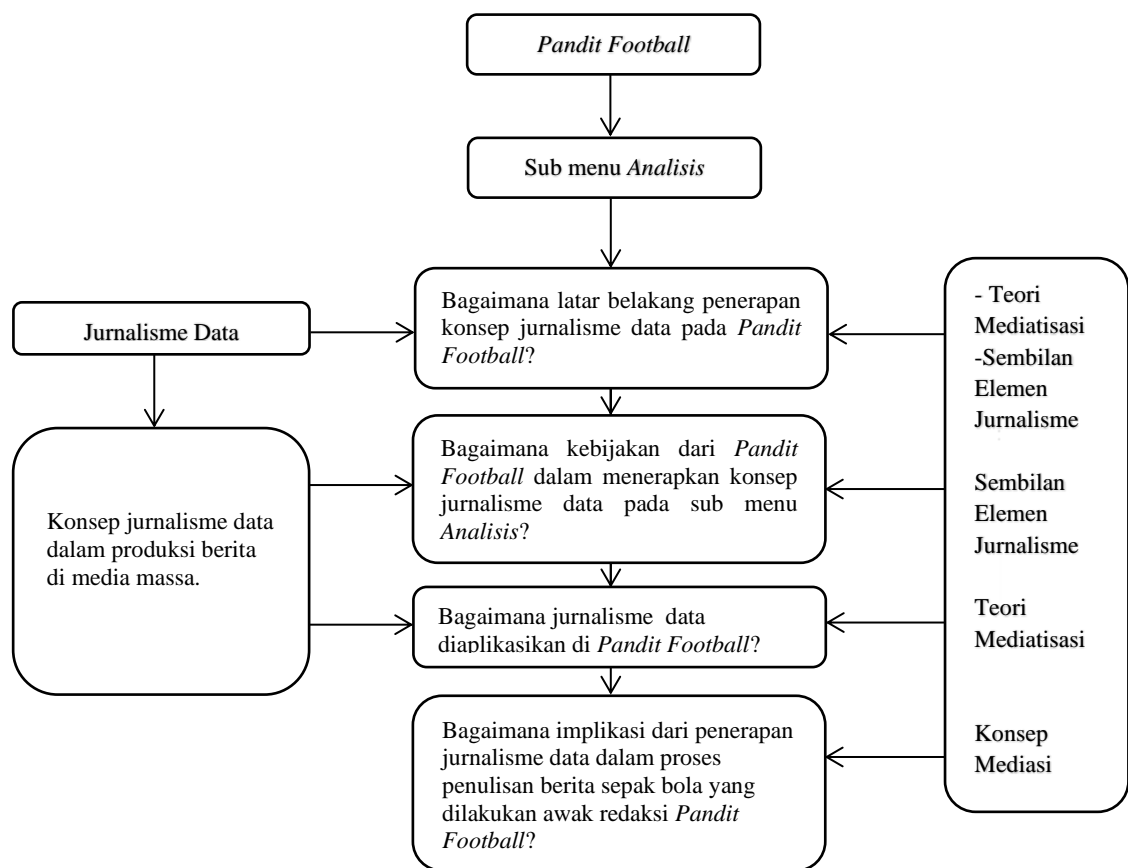 Pandit Football
Sub menu Analisis
Bagaimana latar belakang penerapan
konsep jurnalisme data pada Pandit
Football?
Jurnalisme Data
- Teori
Mediatisasi
-Sembilan
Elemen
Jurnalisme
Bagaimana kebijakan dari Pandit
Football dalam menerapkan konsep
jurnalisme data pada sub menu
Analisis?
Konsep jurnalisme data
dalam produksi berita
di media massa.
Sembilan
Elemen
Jurnalisme
Bagaimana jurnalisme data
diaplikasikan di Pandit Football?
Teori
Mediatisasi
Bagaimana implikasi dari penerapan
jurnalisme data dalam proses
penulisan berita sepak bola yang
dilakukan awak redaksi Pandit
Football?
Konsep
Mediasi